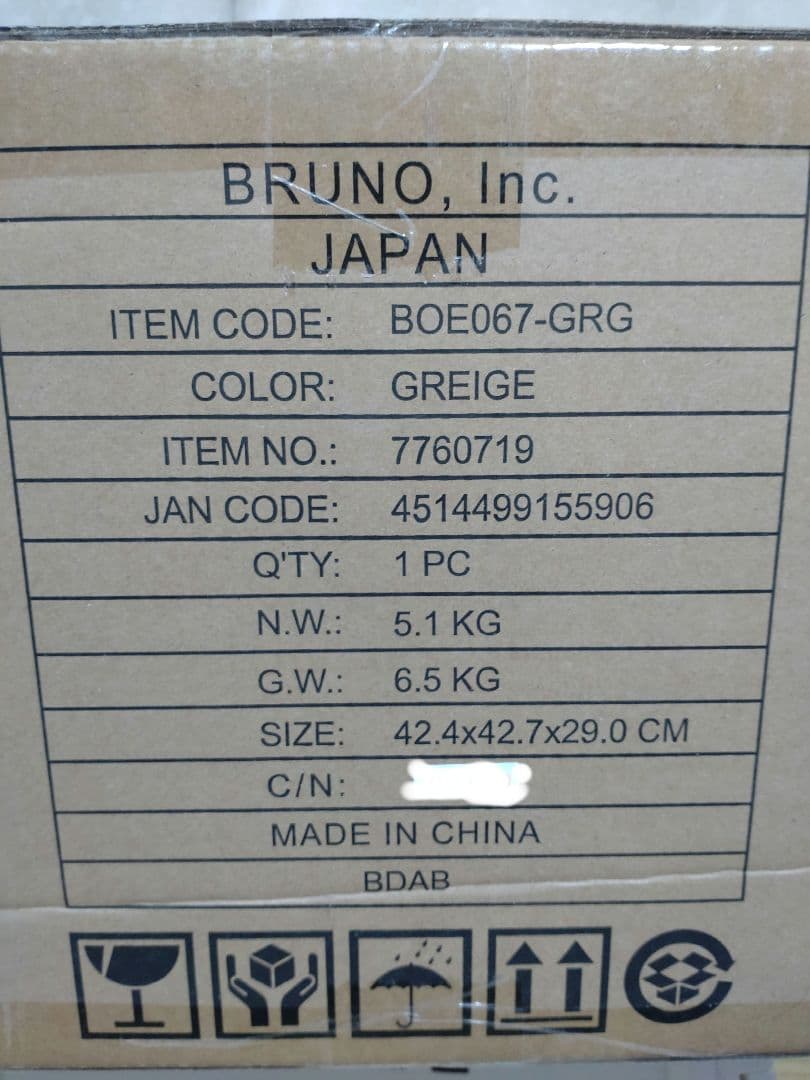 BRUNO, Inc.
JAPAN
ITEM CODE: BOE067-GRG
COLOR: GREIGE
ITEM NO.: 7760719
JAN CODE: 4514499155906
Q'TY: 1 PC
N.W.: 5.1 KG
G.W.: 6.5 KG
SIZE: 42.4x42.7x29.0 CM
C/N:
MADE IN CHINA
BDAB